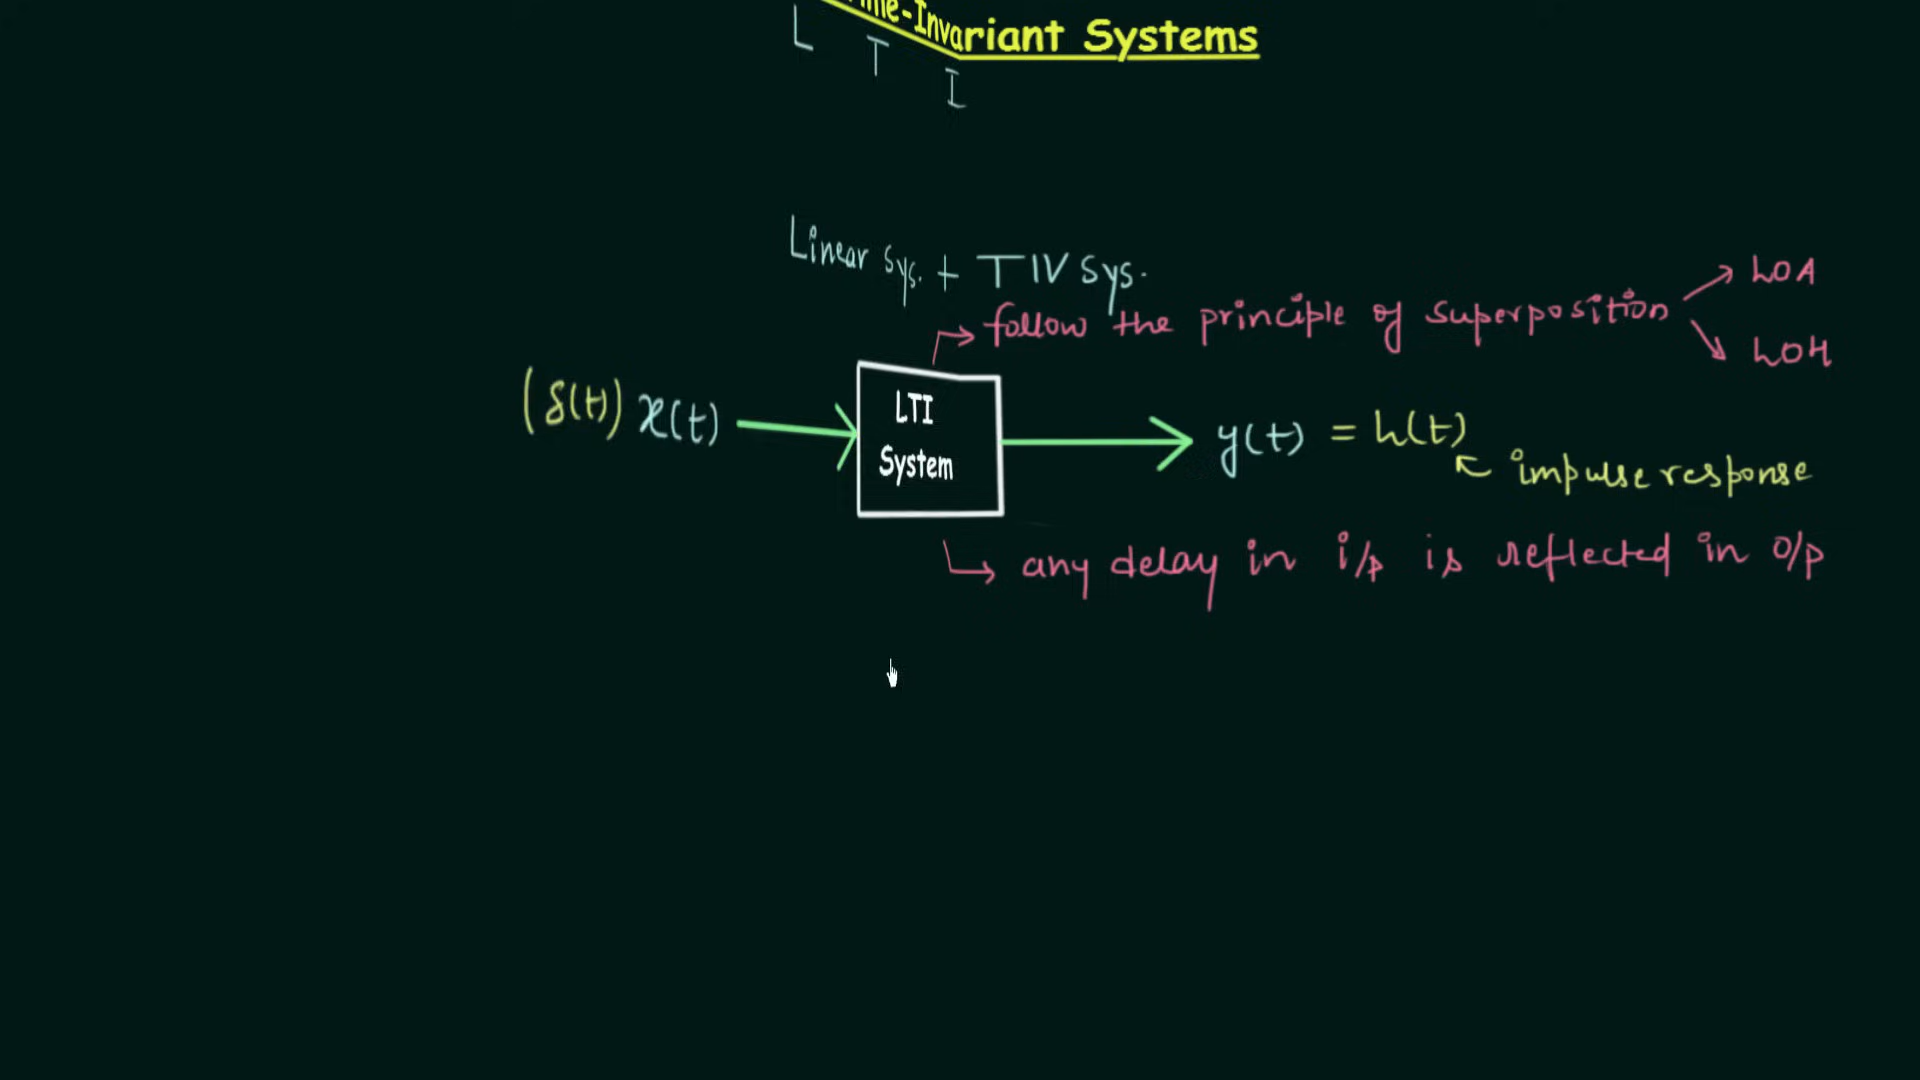 me-Invariant Systems
L T I
Linear Sys. + TIV Sys.
follow the principle of superposition
LOA
LOH
(δ(t)) x(t)
LTI
System
y(t) = h(t)
impulse response
any delay in i/p is reflected in o/p